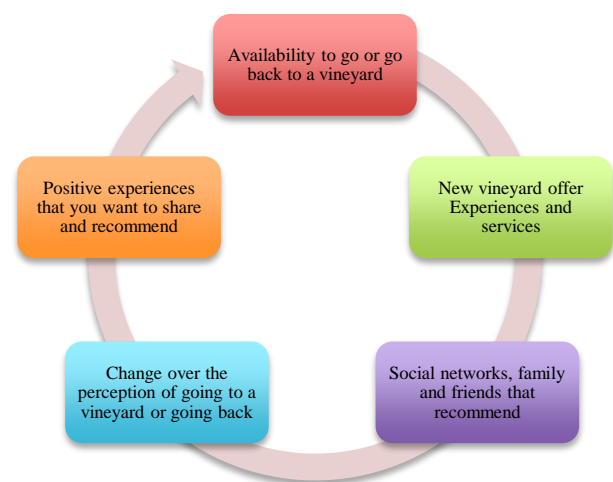 Availability to go or go
back to a vineyard
New vineyard offer
Experiences and
services
Social networks, family
and friends that
recommend
Change over the
perception of going to a
vineyard or going back
Positive experiences
that you want to share
and recommend